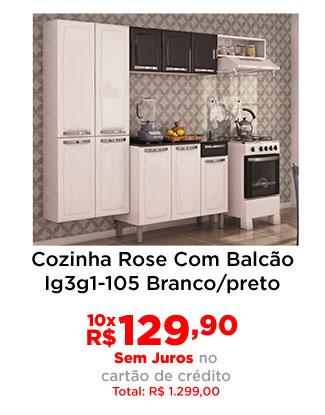 Cozinha Rose Com Balcão
Ig3g1-105 Branco/preto
10x
R$129,90
Sem Juros no
cartão de crédito
Total: R$ 1.299,00